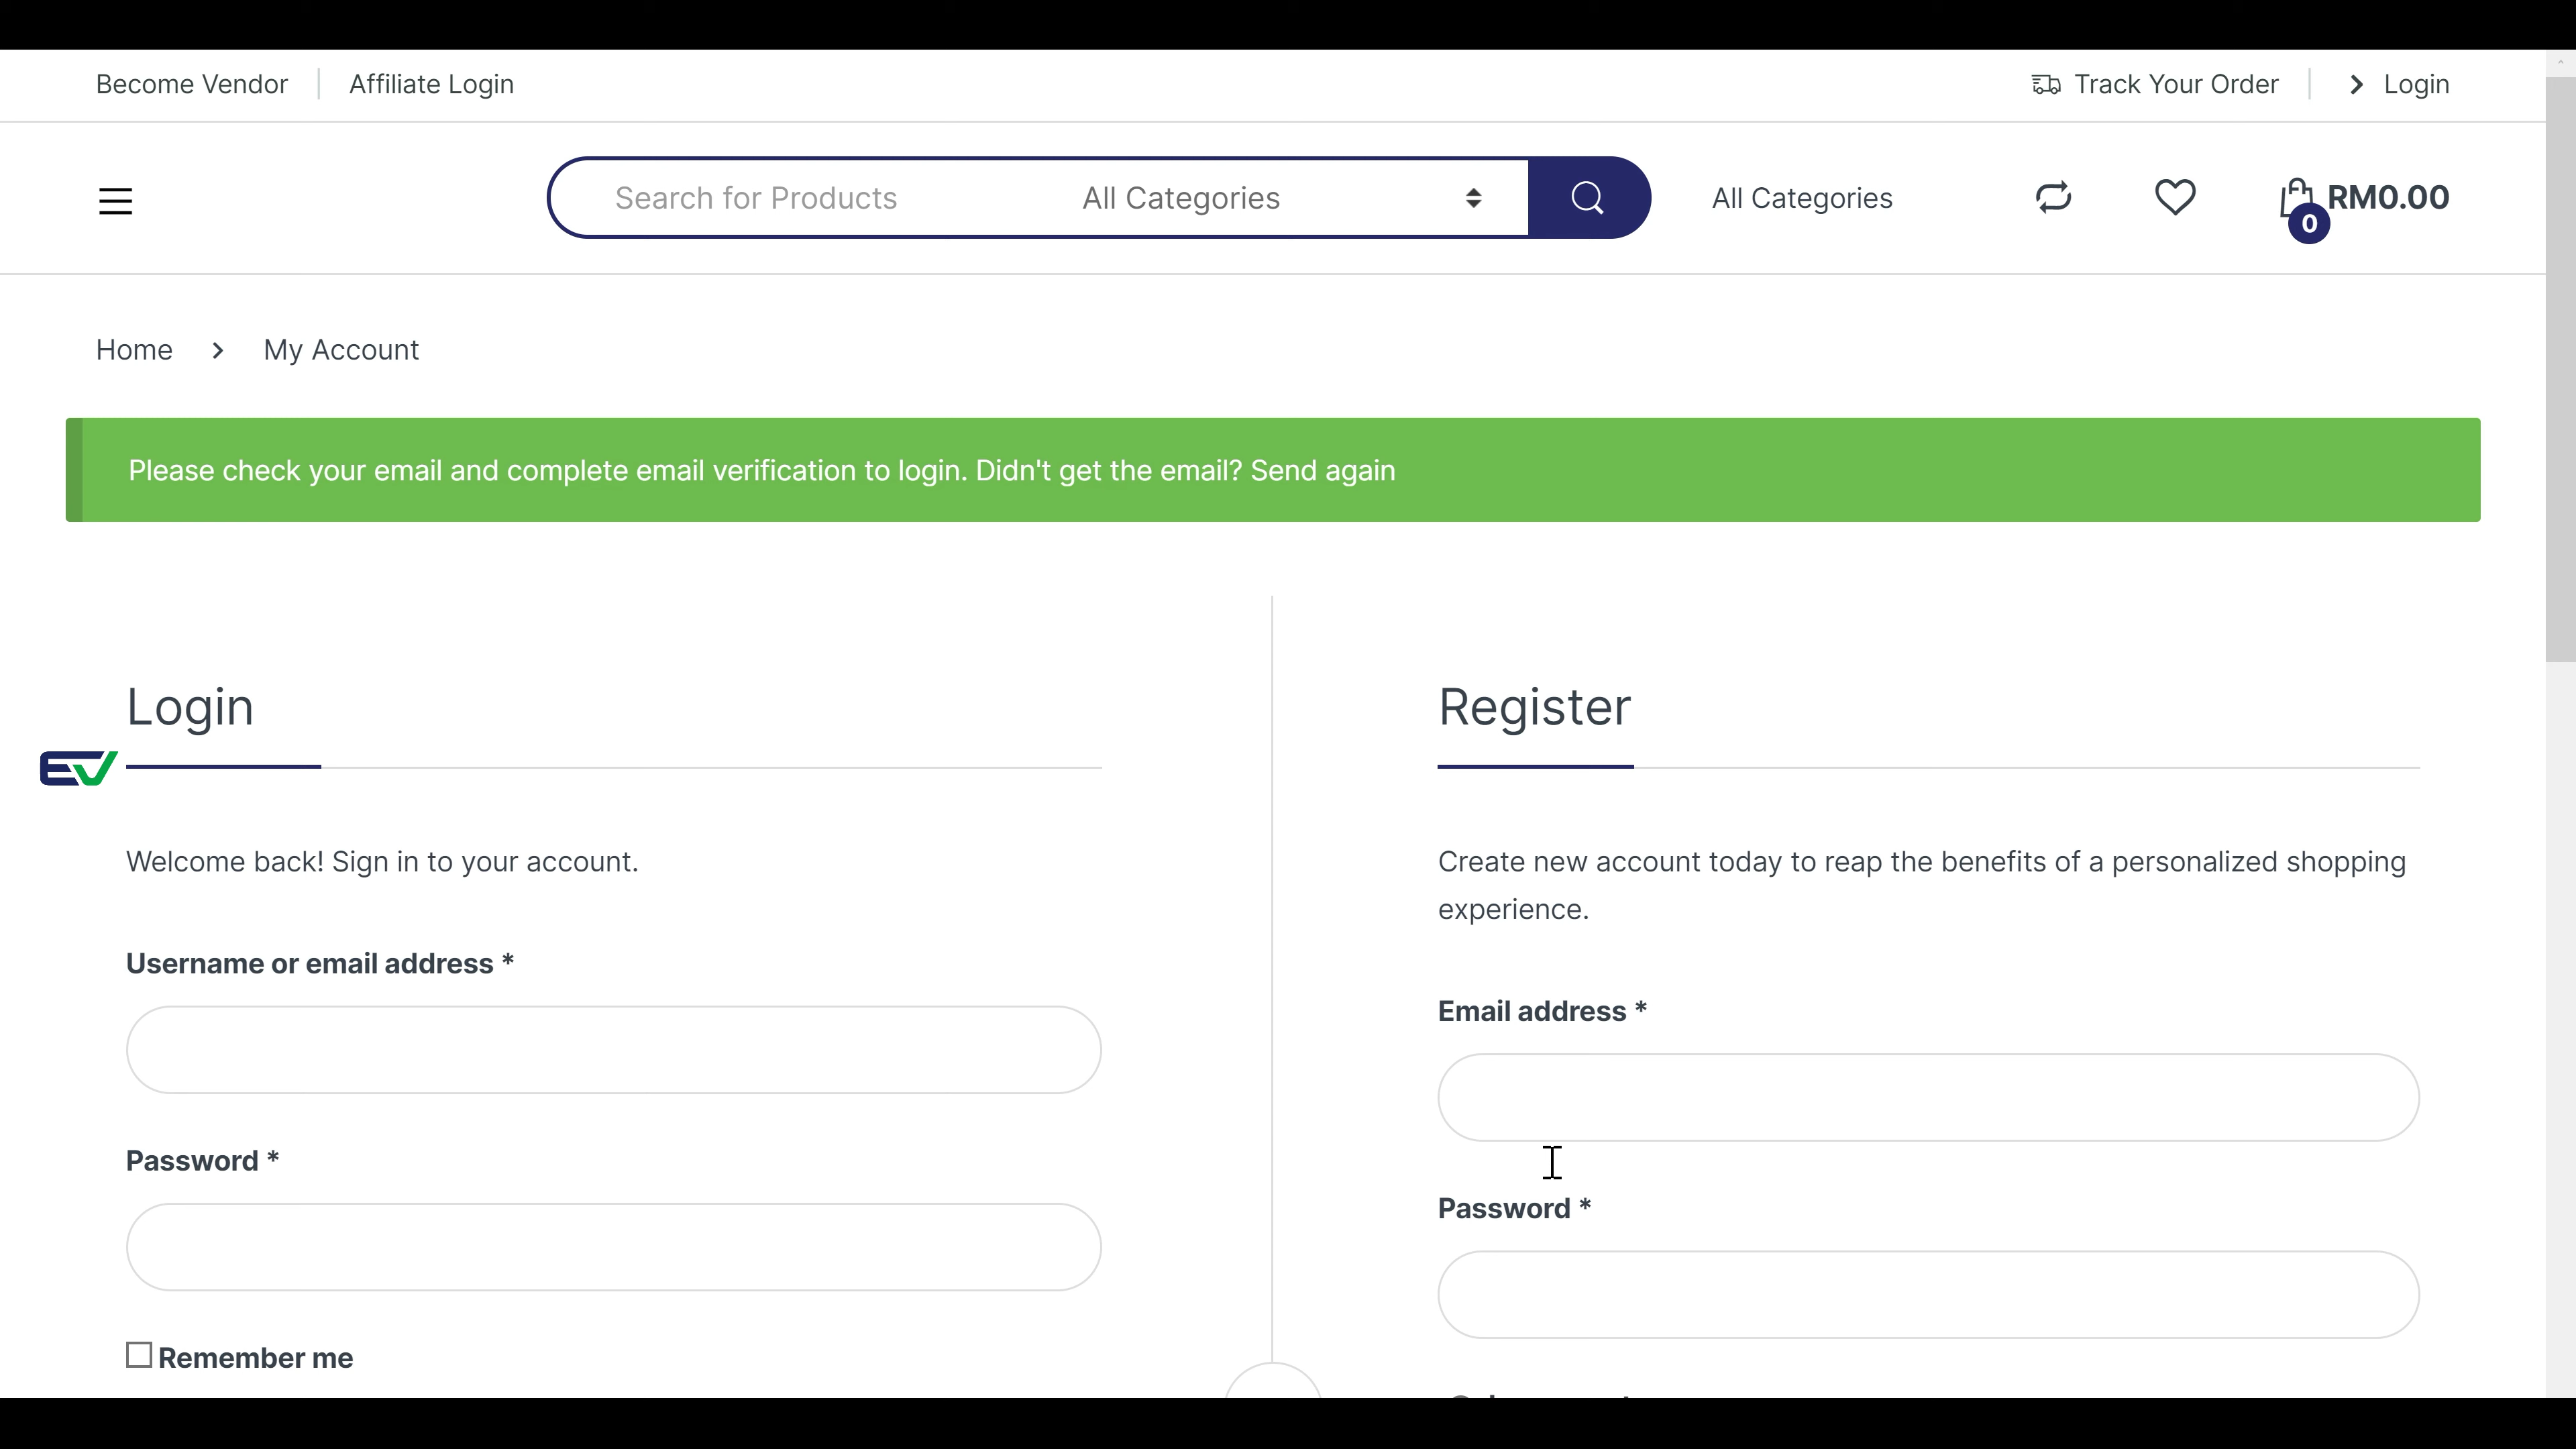 Become Vendor
Affiliate Login
Track Your Order
Login
Search for Products
All Categories
All Categories
RM0.00
0
Home
My Account
Please check your email and complete email verification to login. Didn't get the email? Send again
Login
Register
EV
Welcome back! Sign in to your account.
Create new account today to reap the benefits of a personalized shopping
experience.
Username or email address *
Email address *
Password *
Password *
Remember me